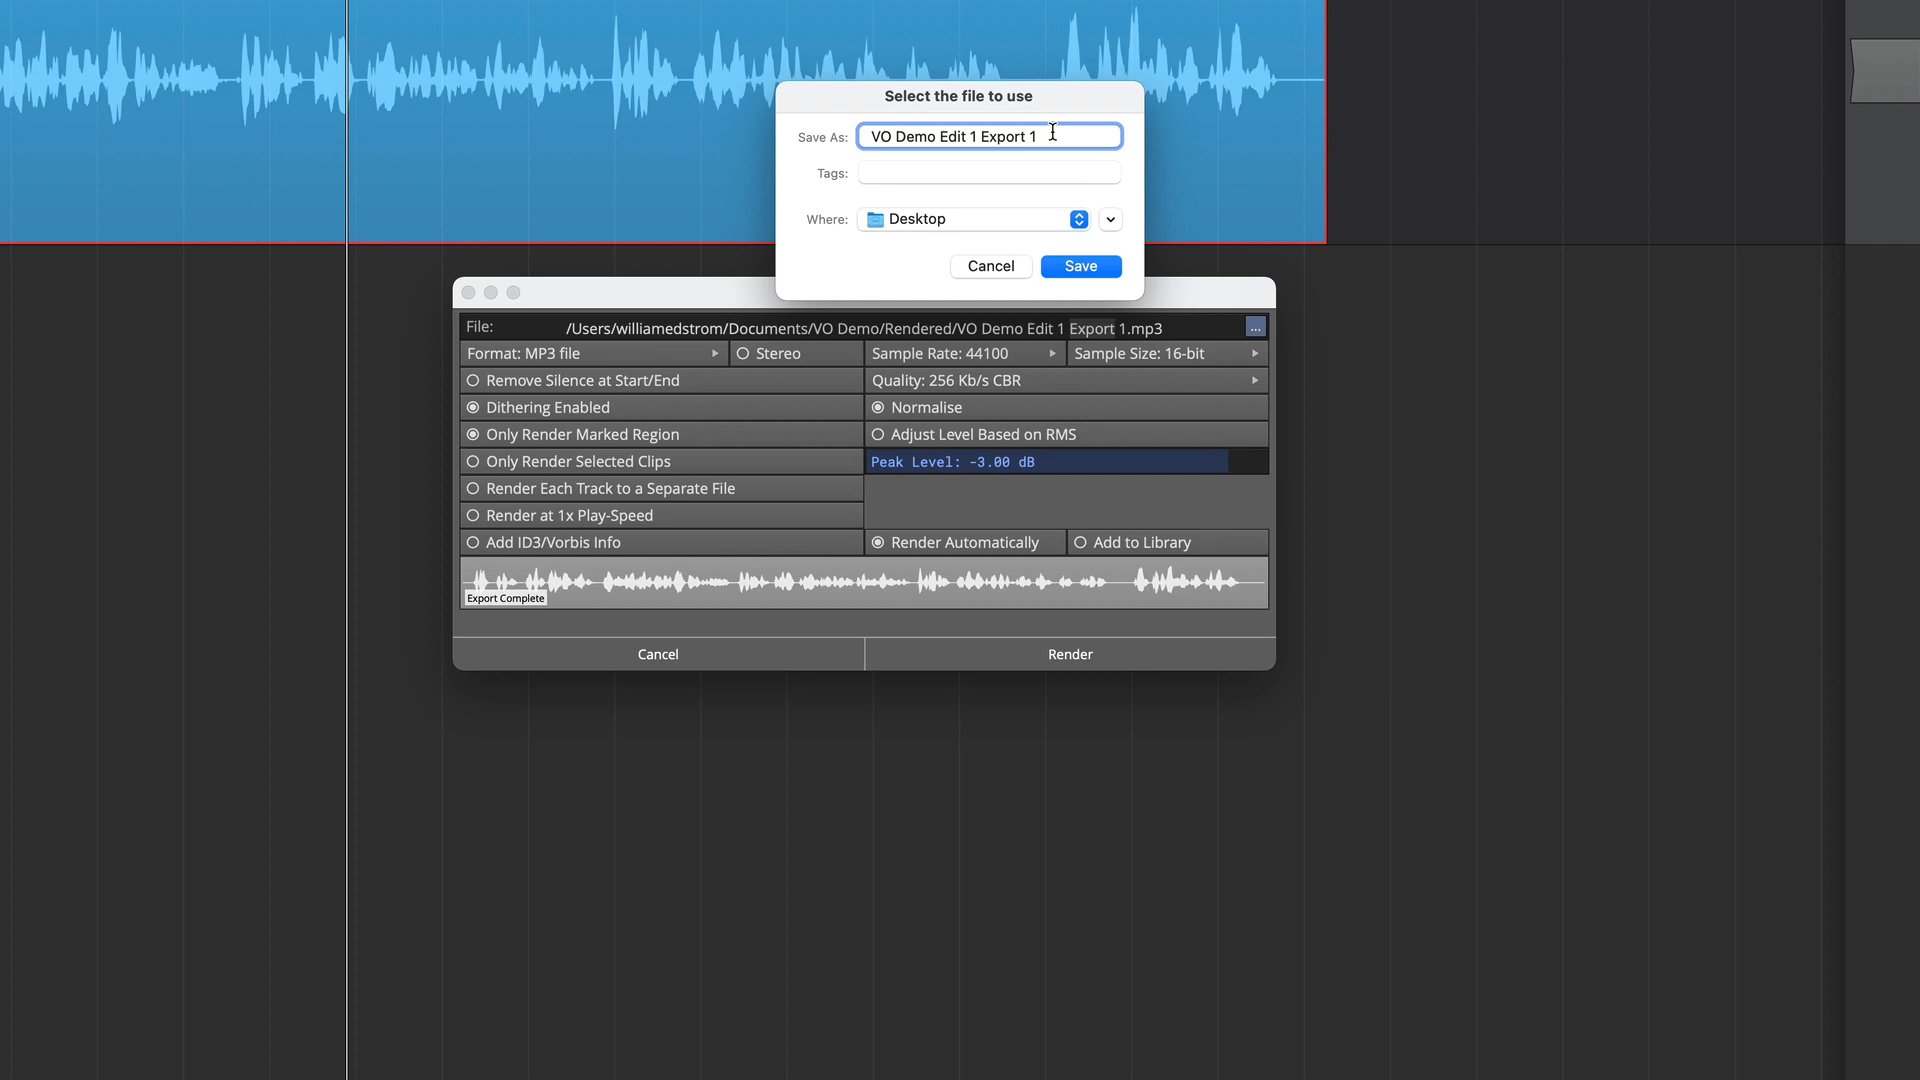 Select the file to use
Save As: VO Demo Edit 1 Export 1
Tags:
Where: Desktop
Cancel Save
File: /Users/williamedstrom/Documents/VO Demo/Rendered/VO Demo Edit 1 Export 1.mp3 ...
Format: MP3 file Stereo Sample Rate: 44100 Sample Size: 16-bit
Remove Silence at Start/End Quality: 256 Kb/s CBR
Dithering Enabled Normalise
Only Render Marked Region Adjust Level Based on RMS
Only Render Selected Clips Peak Level: -3.00 dB
Render Each Track to a Separate File
Render at 1x Play-Speed
Add ID3/Vorbis Info Render Automatically Add to Library
Export Complete
Cancel Render